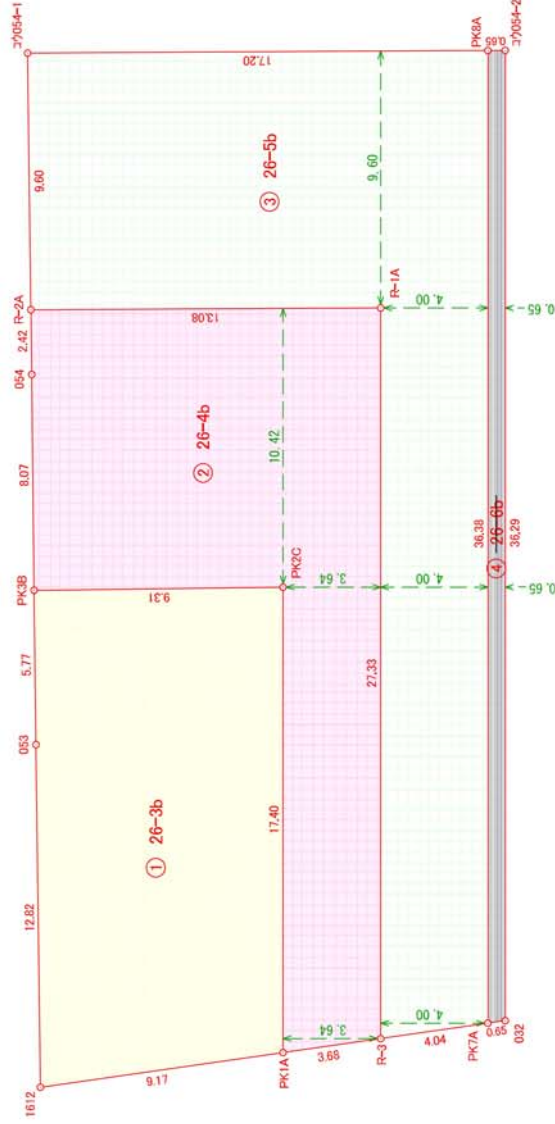 コ054-1
9.60
R-2A
2.42
054
8.07
PK3B
5.77
053
12.82
1612
17.20
③ 26-5b
9.60
R-1A
13.08
② 26-4b
10.42
PK2C
9.31
① 26-3b
17.40
9.17
PK1A
3.64
3.64
3.68
R-3
27.33
4.00
4.00
4.00
4.04
PK7A
0.65
032
PK8A
0.65
コ054-2
36.38
④ 26-6b
36.29
0.65
0.65